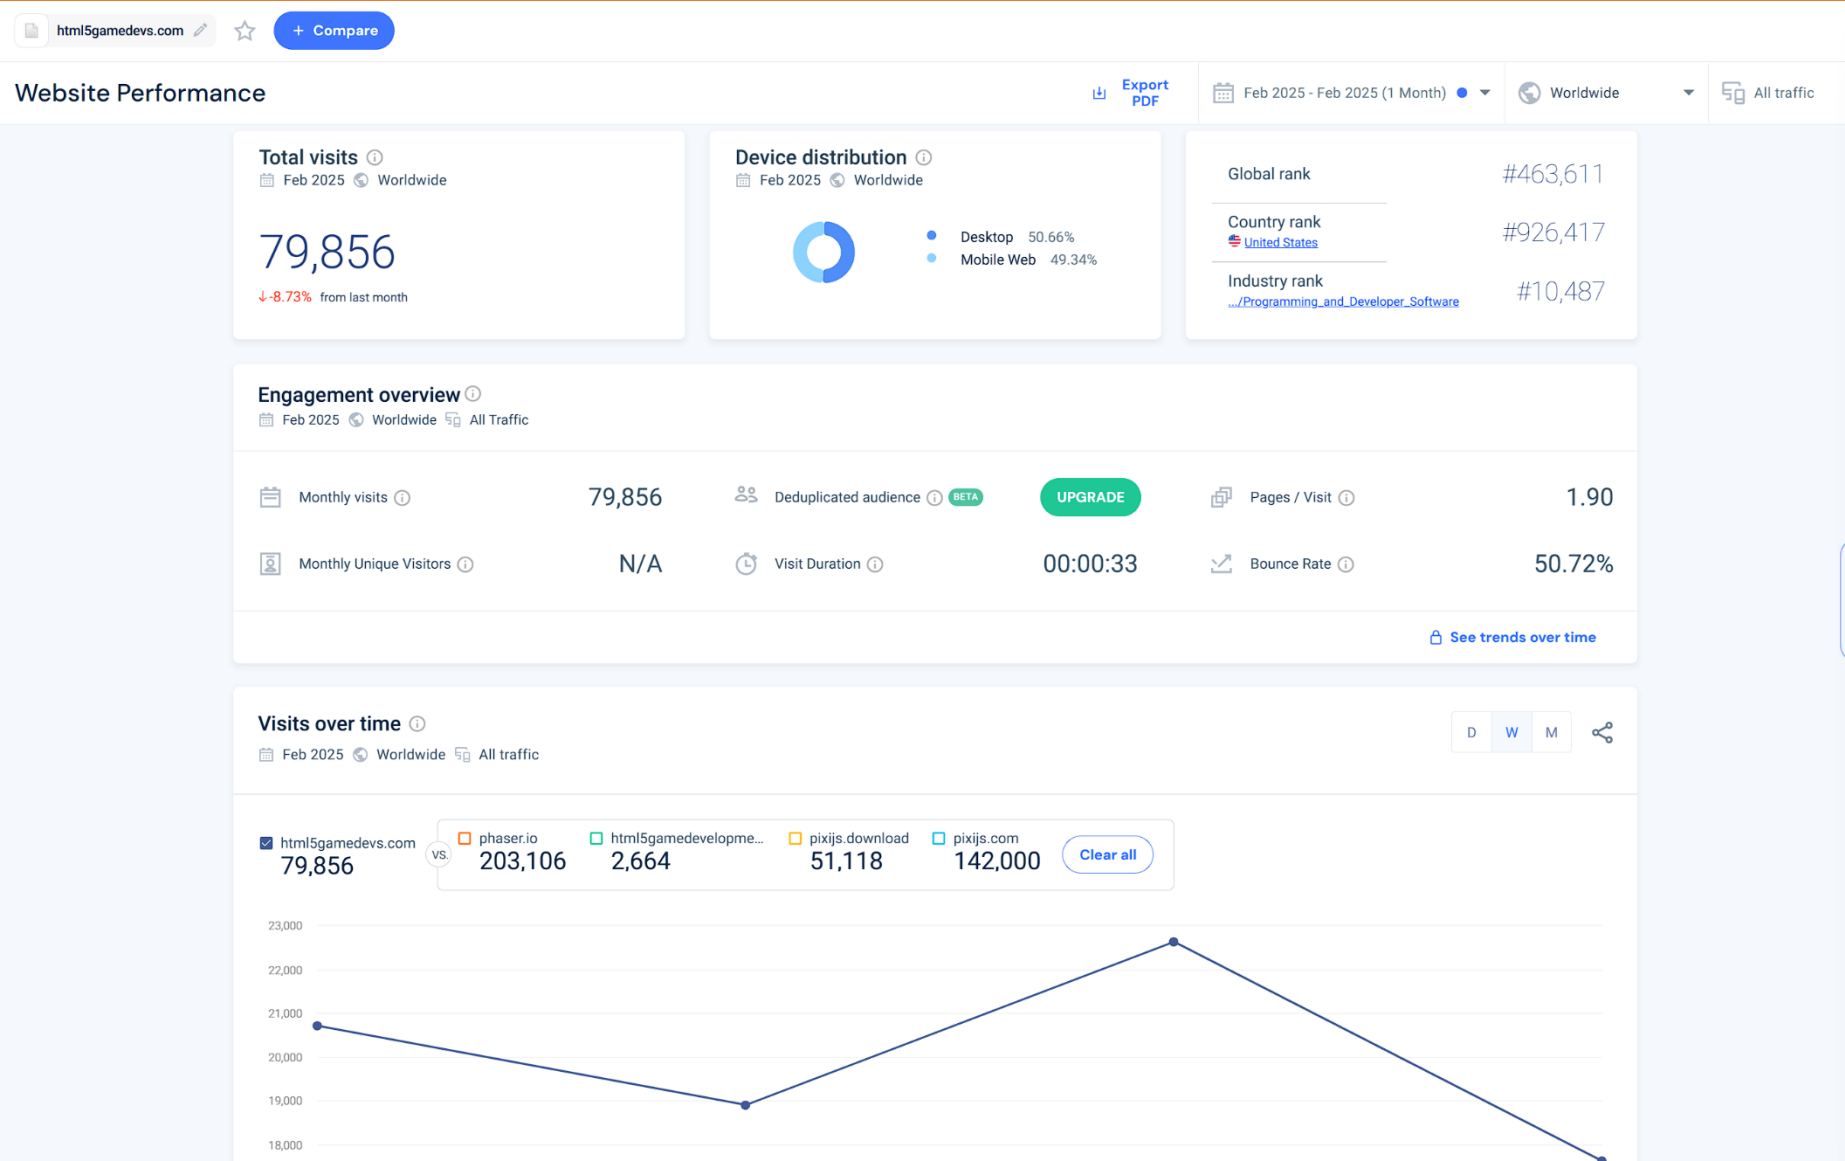 html5gamedevs.com
+ Compare
Website Performance
Export
PDF
Feb 2025 - Feb 2025 (1 Month)
Worldwide
All traffic
Total visits
Feb 2025 Worldwide
79,856
↓-8.73% from last month
Device distribution
Feb 2025 Worldwide
Desktop 50.66%
Mobile Web 49.34%
Global rank #463,611
Country rank
United States
#926,417
Industry rank
.../Programming_and_Developer_Software
#10,487
Engagement overview
Feb 2025 Worldwide All Traffic
Monthly visits 79,856
Deduplicated audience BETA UPGRADE
Pages / Visit 1.90
Monthly Unique Visitors N/A
Visit Duration 00:00:33
Bounce Rate 50.72%
See trends over time
Visits over time
Feb 2025 Worldwide All traffic
D W M
html5gamedevs.com
79,856
VS.
phaser.io
203,106
html5gamedevelopme...
2,664
pixijs.download
51,118
pixijs.com
142,000
Clear all
23,000
22,000
21,000
20,000
19,000
18,000